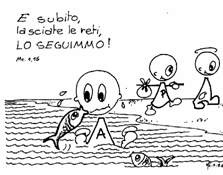 E SUBITO,
lasciate le reti,
LO SEGUIMMO!
Mc. 1,18
P
A